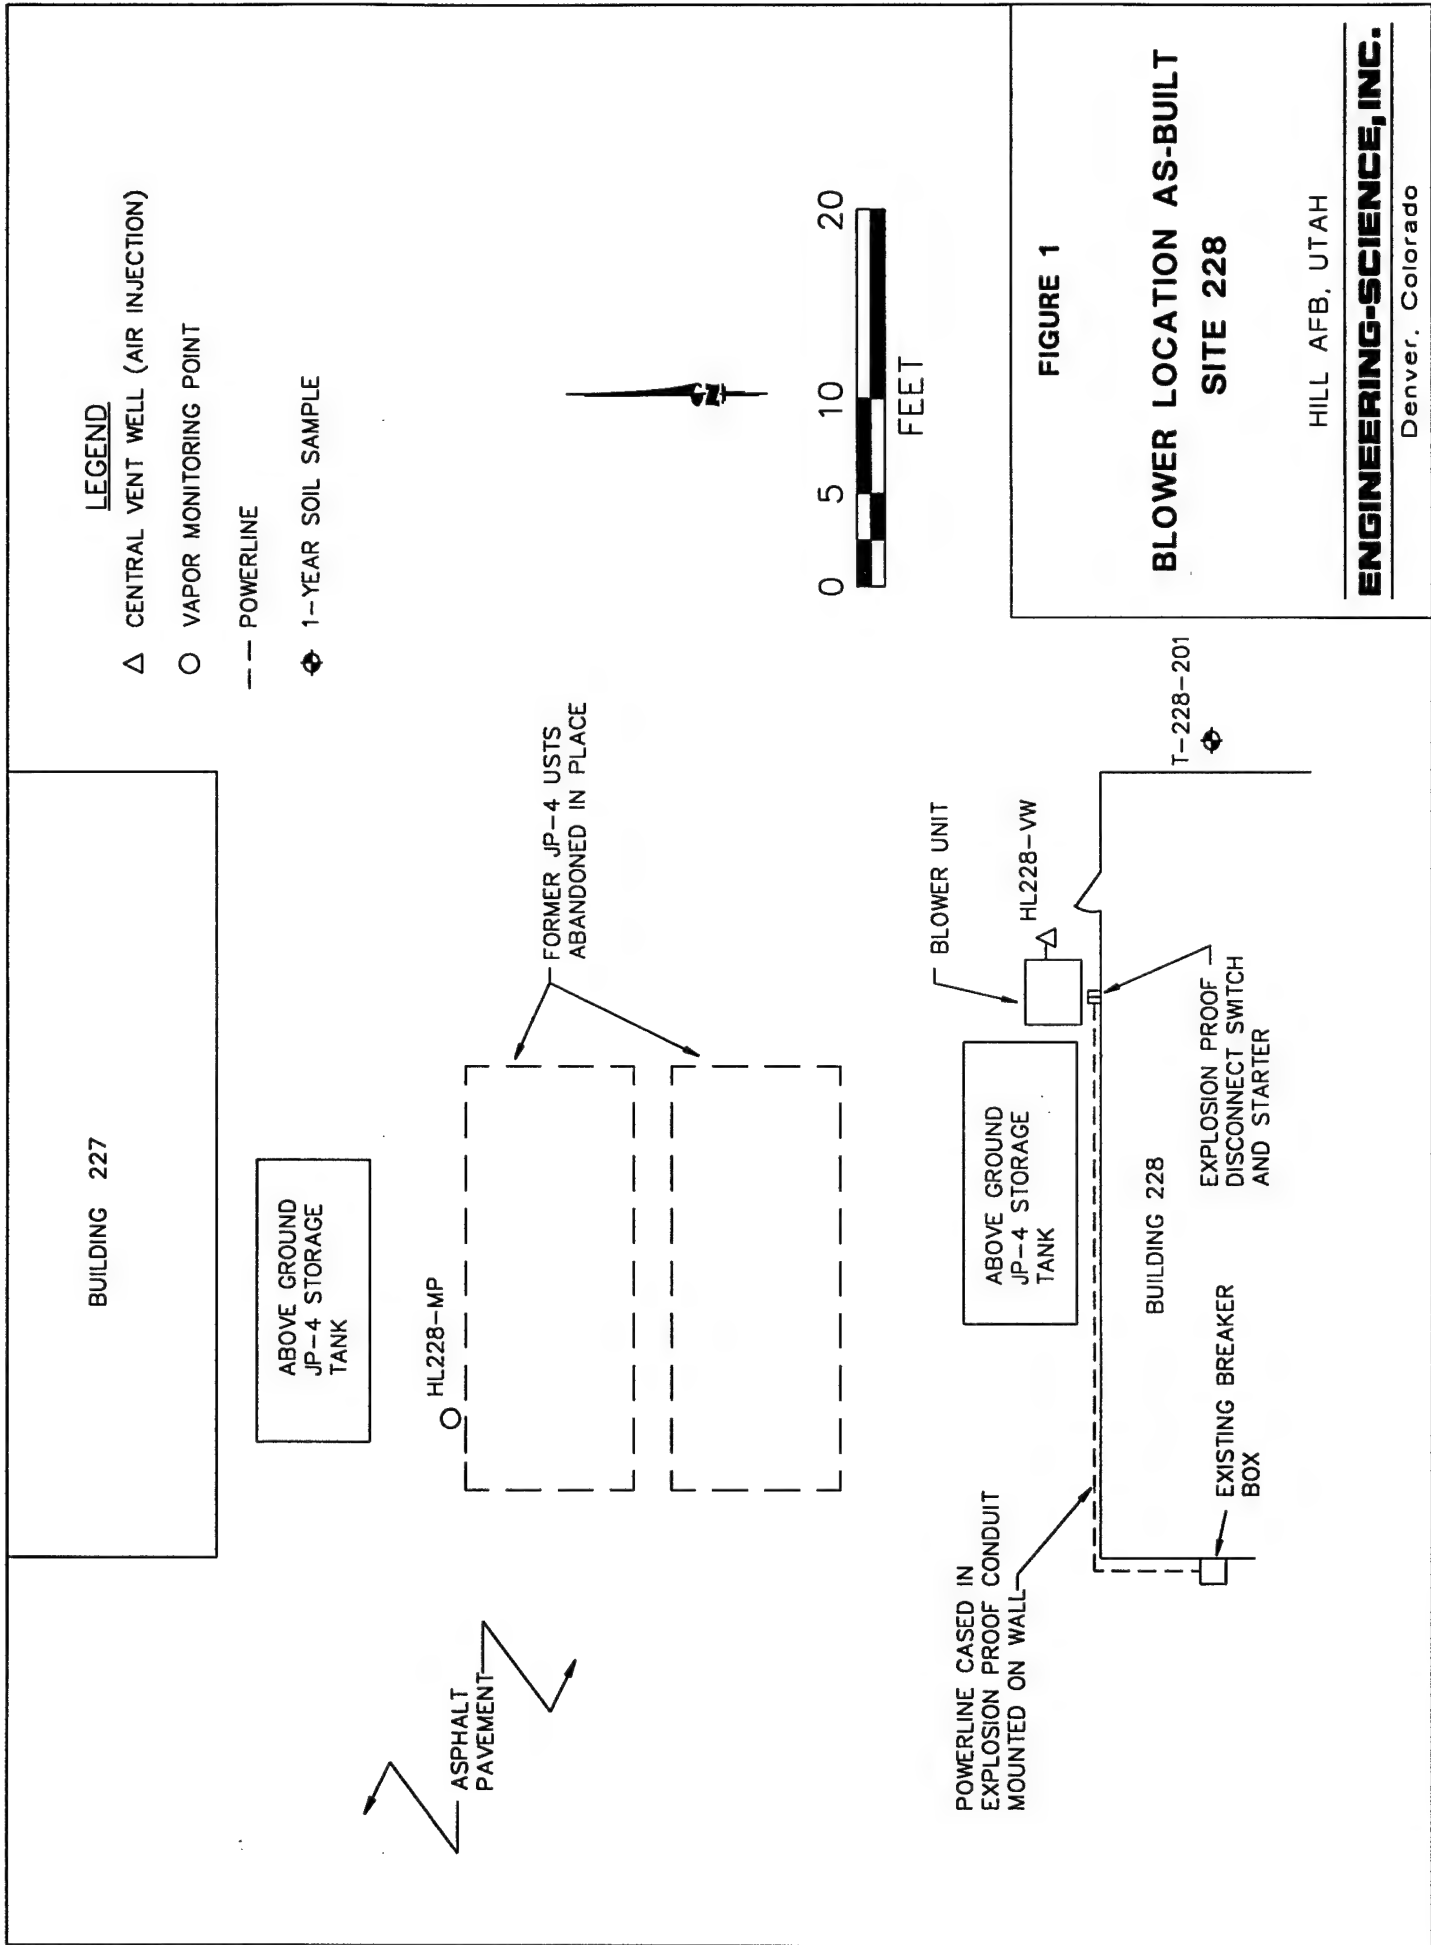 BUILDING 227
ABOVE GROUND
JP-4 STORAGE
TANK
HL228-MP
FORMER JP-4 USTS
ABANDONED IN PLACE
ASPHALT
PAVEMENT
LEGEND
CENTRAL VENT WELL (AIR INJECTION)
VAPOR MONITORING POINT
POWERLINE
1-YEAR SOIL SAMPLE
N
0 5 10 20
FEET
BLOWER UNIT
HL228-VW
ABOVE GROUND
JP-4 STORAGE
TANK
POWERLINE CASED IN
EXPLOSION PROOF CONDUIT
MOUNTED ON WALL
BUILDING 228
EXISTING BREAKER
BOX
EXPLOSION PROOF
DISCONNECT SWITCH
AND STARTER
T-228-201
FIGURE 1
BLOWER LOCATION AS-BUILT
SITE 228
HILL AFB, UTAH
ENGINEERING-SCIENCE, INC.
Denver, Colorado